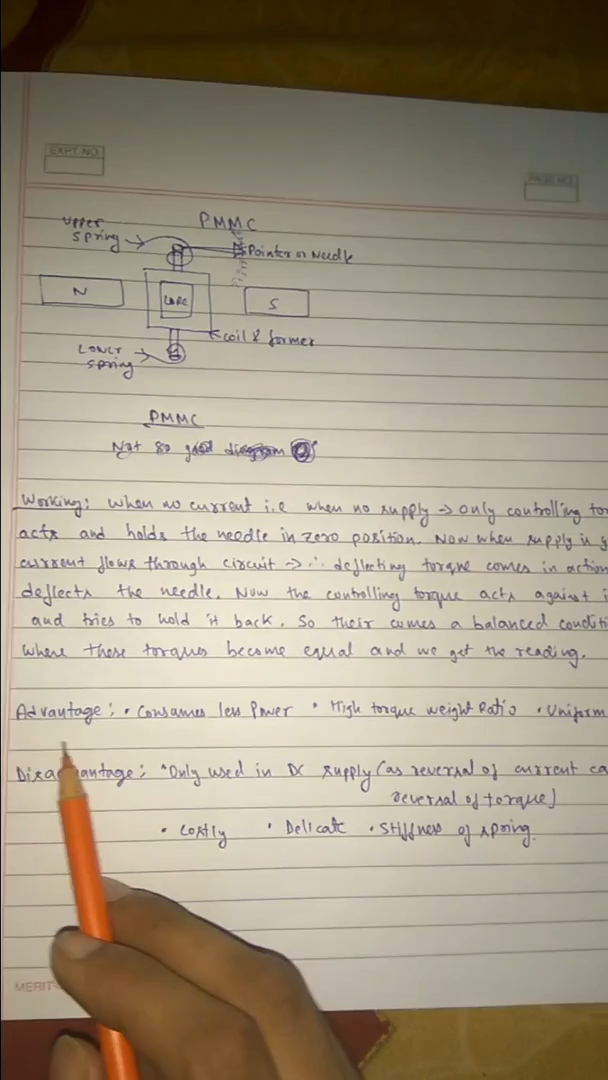 EXPT. NO.
PAGE NO.
PMMC
Upper
spring
Pointer or Needle
N
CORE
S
coil & former
Lower
spring
PMMC
Not so good diagram
Working: When no current i.e when no supply → only controlling tor
acts and holds the needle in zero position. Now when supply is g
current flows through circuit → ∴ deflecting torque comes in action
deflects the needle. Now the controlling torque acts against i
and tries to hold it back. So their comes a balanced conditi
where these torques become equal and we get the reading.
Advantage: • Consumes less Power • High torque weight Ratio • Uniform
Disadvantage: • Only used in DC supply (as reversal of current ca
reversal of torque)
• Costly • Delicate • Stiffness of spring.
MERIT